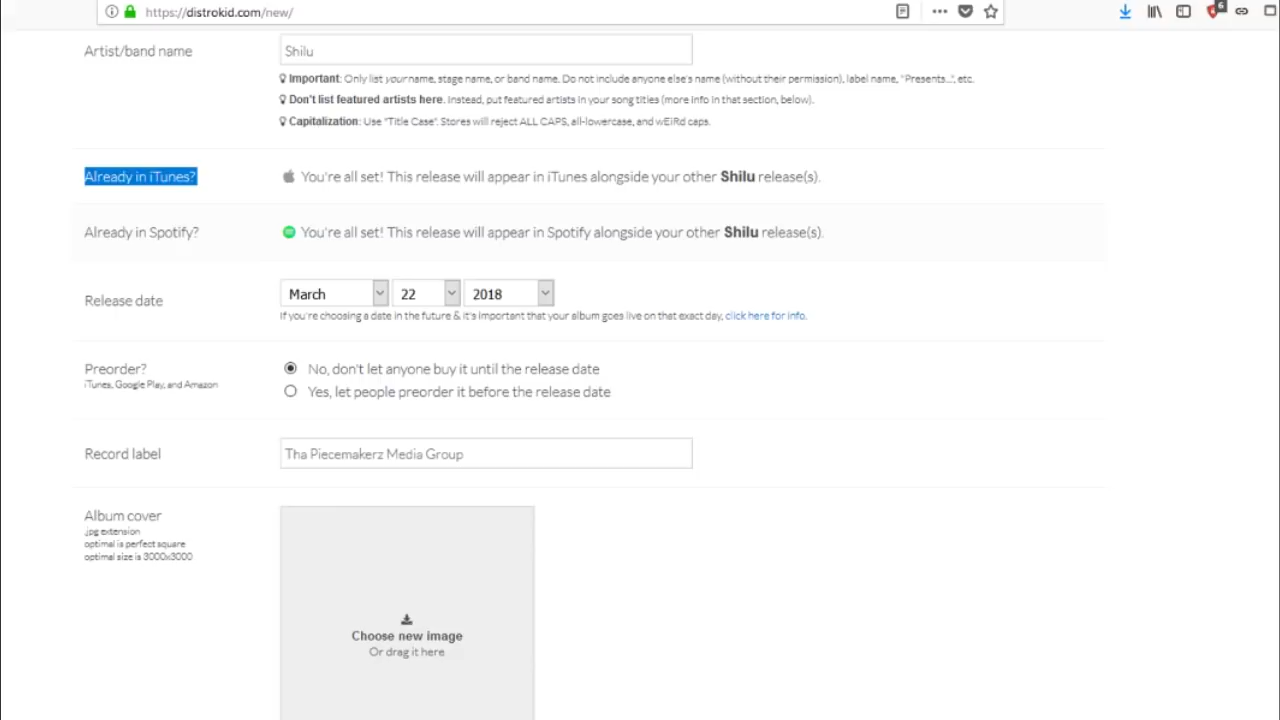 https://distrokid.com/new/
6
Artist/band name
Shilu
Important: Only list your name, stage name, or band name. Do not include anyone else's name (without their permission), label name, "Presents...", etc.
Don't list featured artists here. Instead, put featured artists in your song titles (more info in that section, below).
Capitalization: Use "Title Case". Stores will reject ALL CAPS, all-lowercase, and wEiRd caps.
Already in iTunes?
You're all set! This release will appear in iTunes alongside your other Shilu release(s).
Already in Spotify?
You're all set! This release will appear in Spotify alongside your other Shilu release(s).
Release date
March 22 2018
If you're choosing a date in the future & it's important that your album goes live on that exact day, click here for info.
Preorder?
iTunes, Google Play, and Amazon
No, don't let anyone buy it until the release date
Yes, let people preorder it before the release date
Record label
Tha Piecemakerz Media Group
Album cover
.jpg extension
optimal is perfect square
optimal size is 3000x3000
Choose new image
Or drag it here